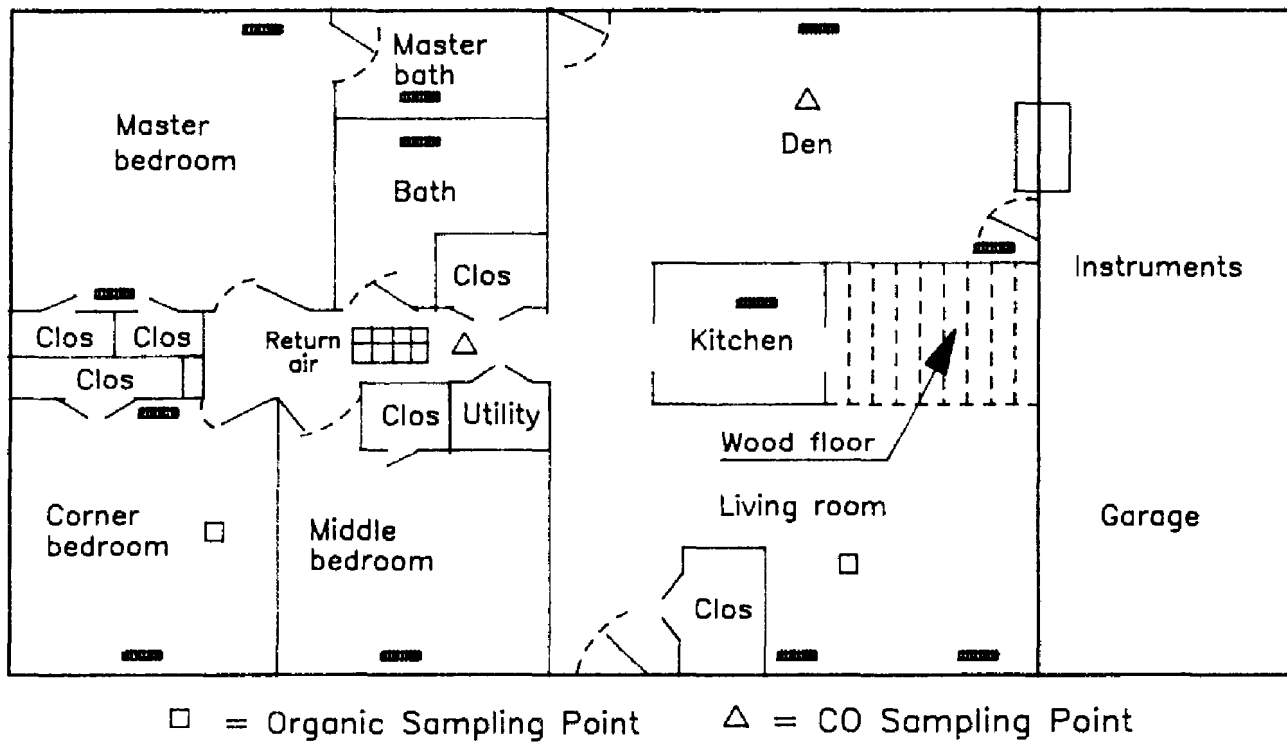 Master
bath
Master
bedroom
Den
Bath
Clos
Instruments
Clos
Clos
Return
air
Kitchen
Clos
Clos
Utility
Wood floor
Living room
Corner
bedroom
Middle
bedroom
Garage
Clos
□ = Organic Sampling Point
△ = CO Sampling Point